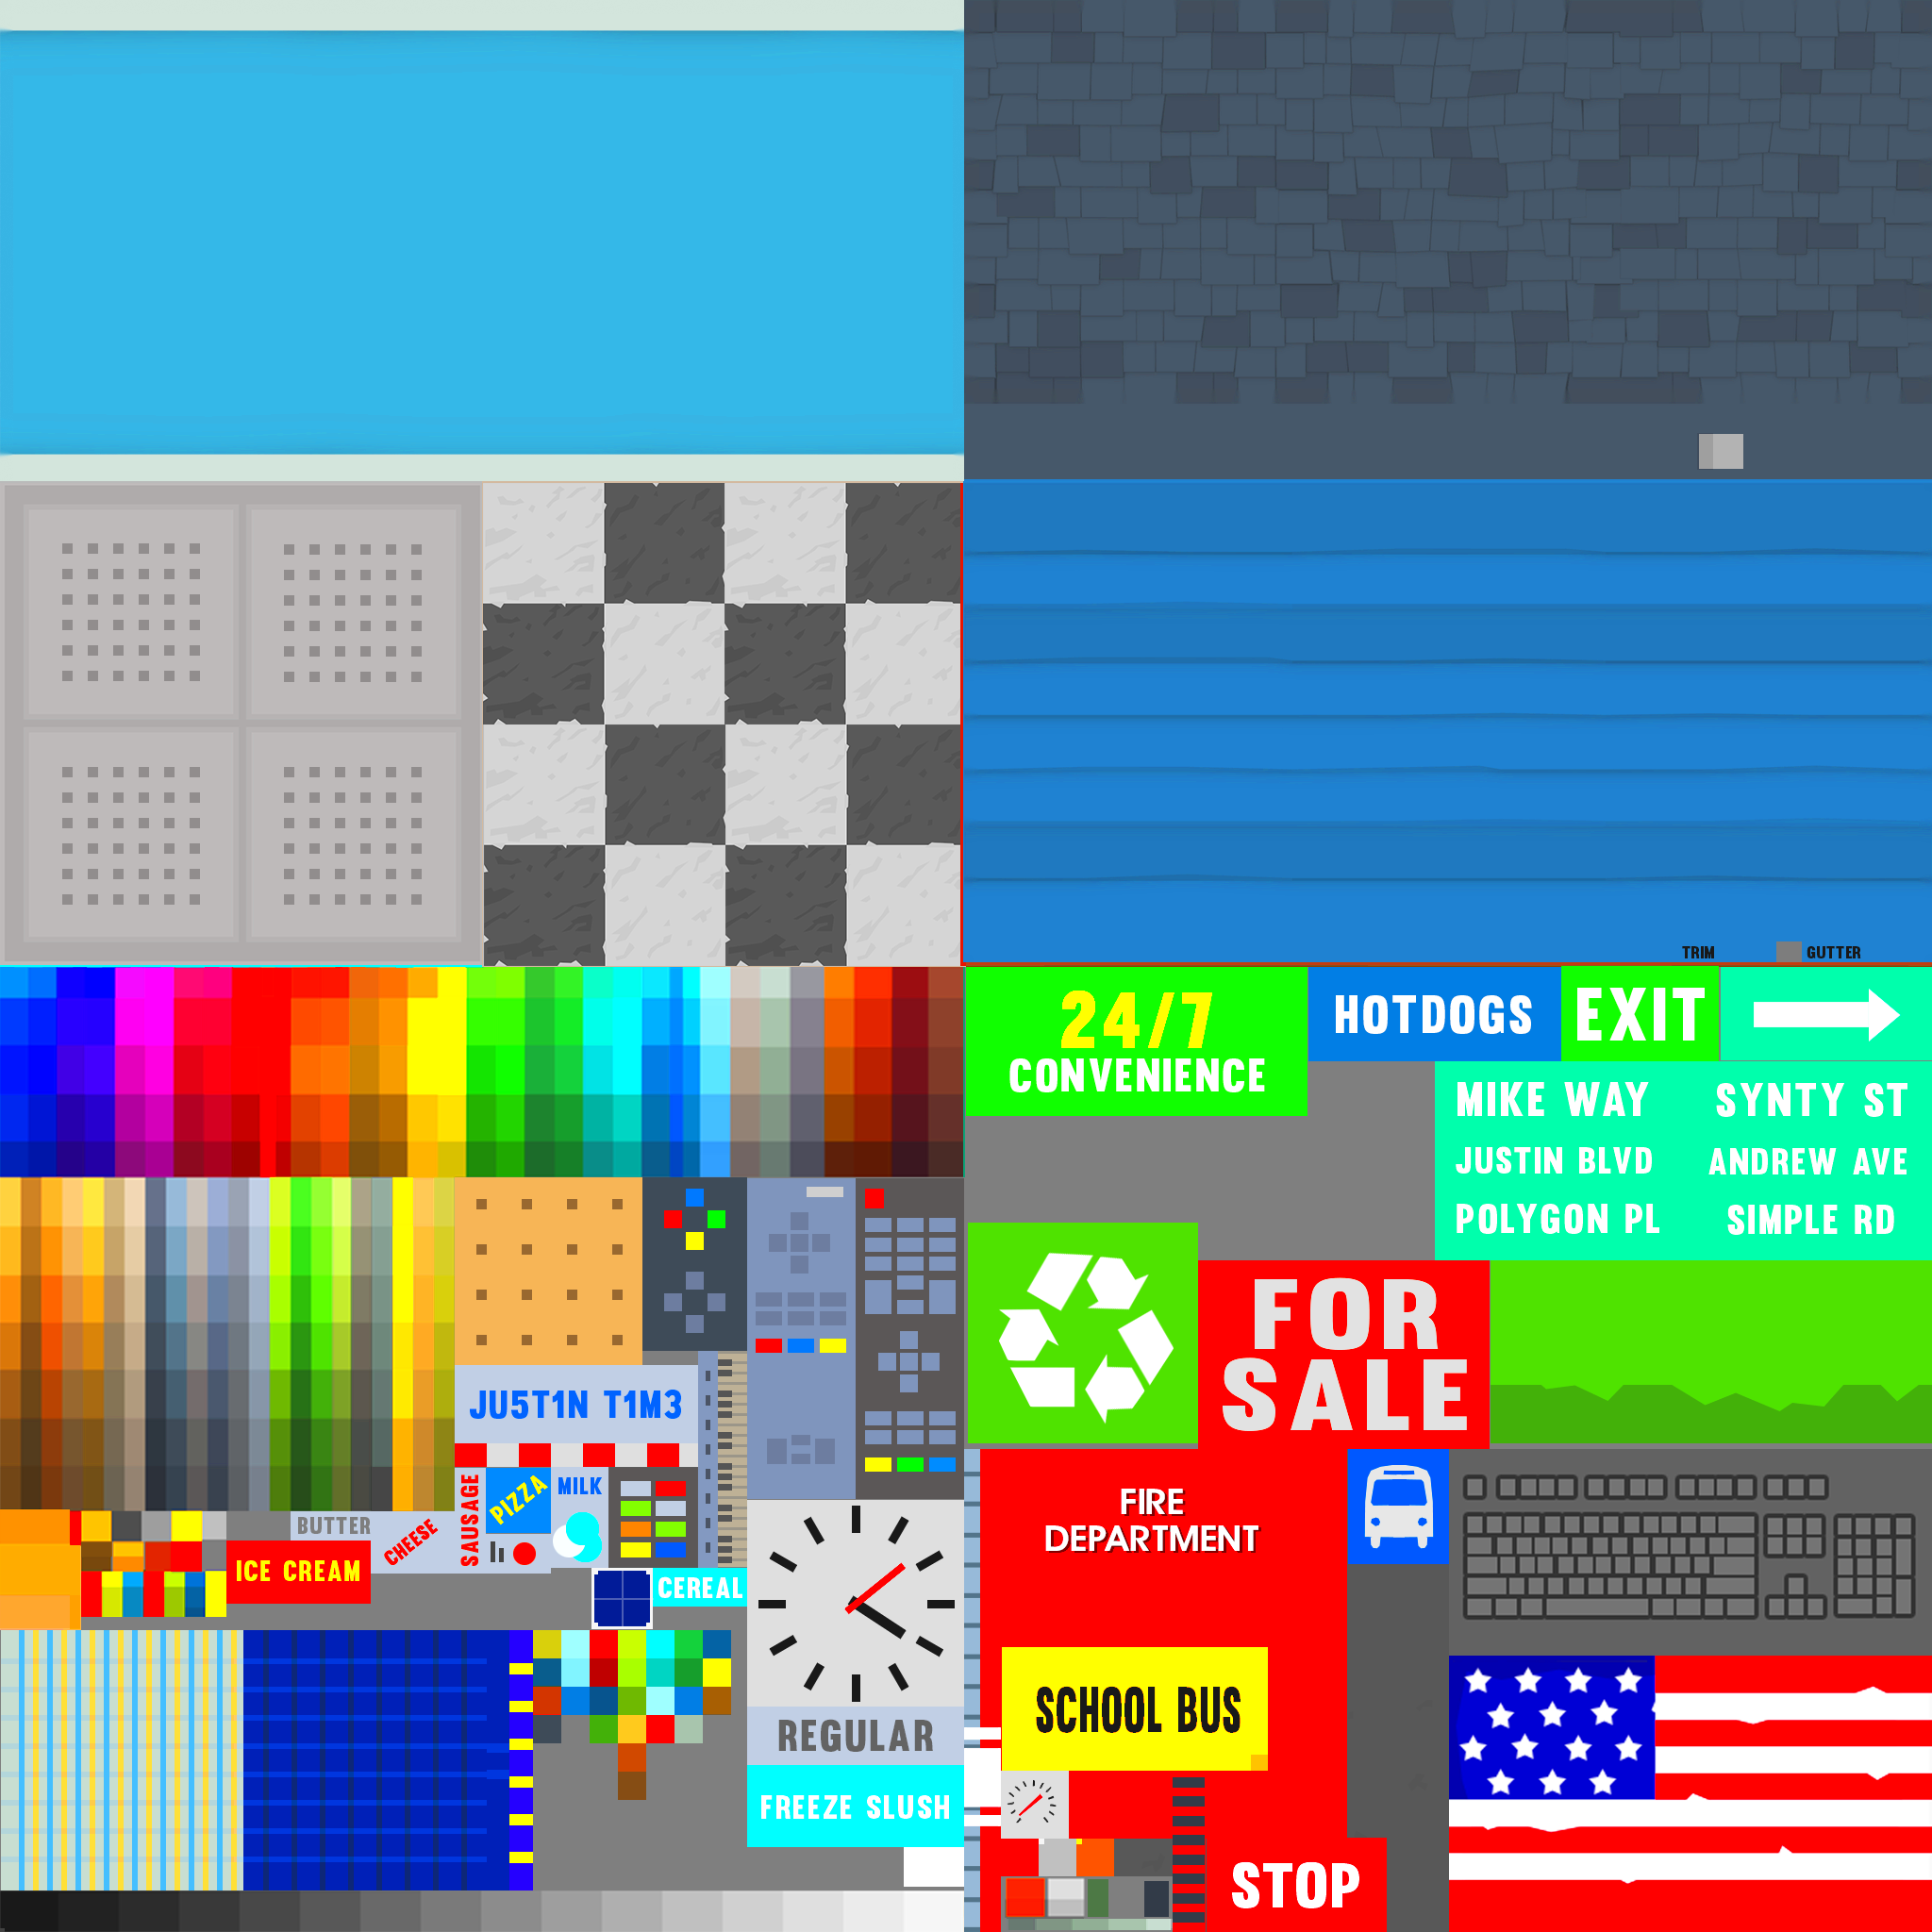 TRIM
GUTTER
24/7
CONVENIENCE
HOTDOGS
EXIT
MIKE WAY
SYNTY ST
JUSTIN BLVD
ANDREW AVE
POLYGON PL
SIMPLE RD
FOR
SALE
JU5T1N T1M3
SAUSAGE
PIZZA
MILK
BUTTER
CHEESE
ICE CREAM
CEREAL
REGULAR
FREEZE SLUSH
FIRE
DEPARTMENT
SCHOOL BUS
STOP